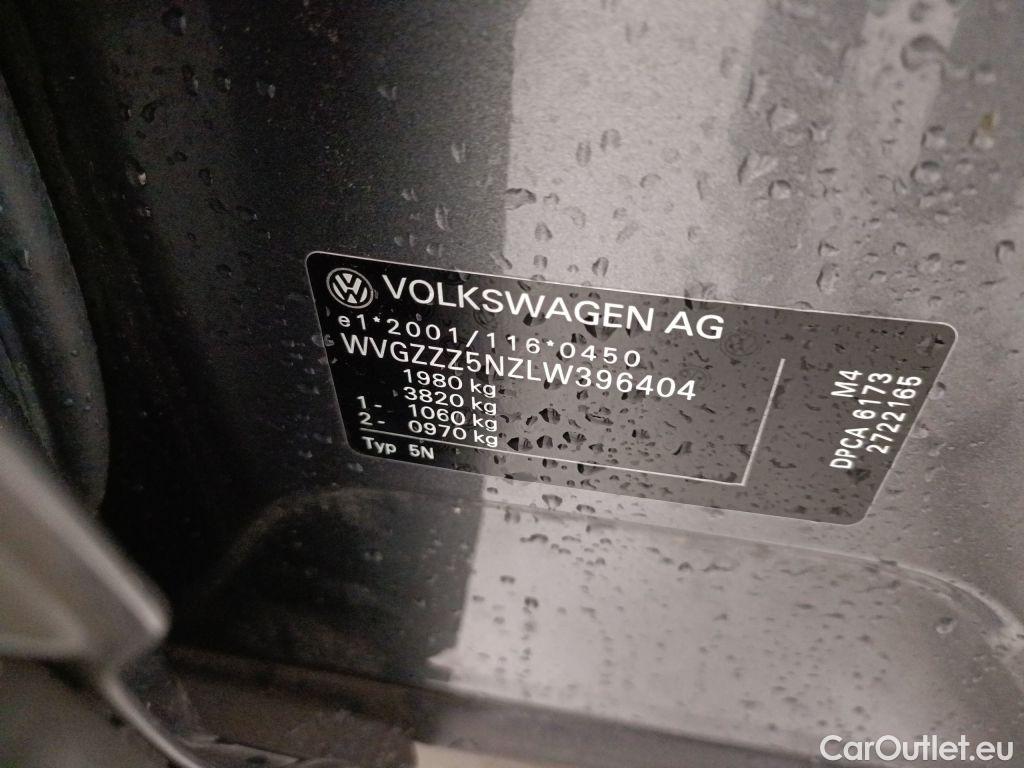 VOLKSWAGEN AG
e1*2001/116*0450
WVGZZZ5NZLW396404
1980 kg
3820 kg
1- 1060 kg
2- 0970 kg
Typ 5N
M4
DPCA 6173
2722165
CarOutlet.eu